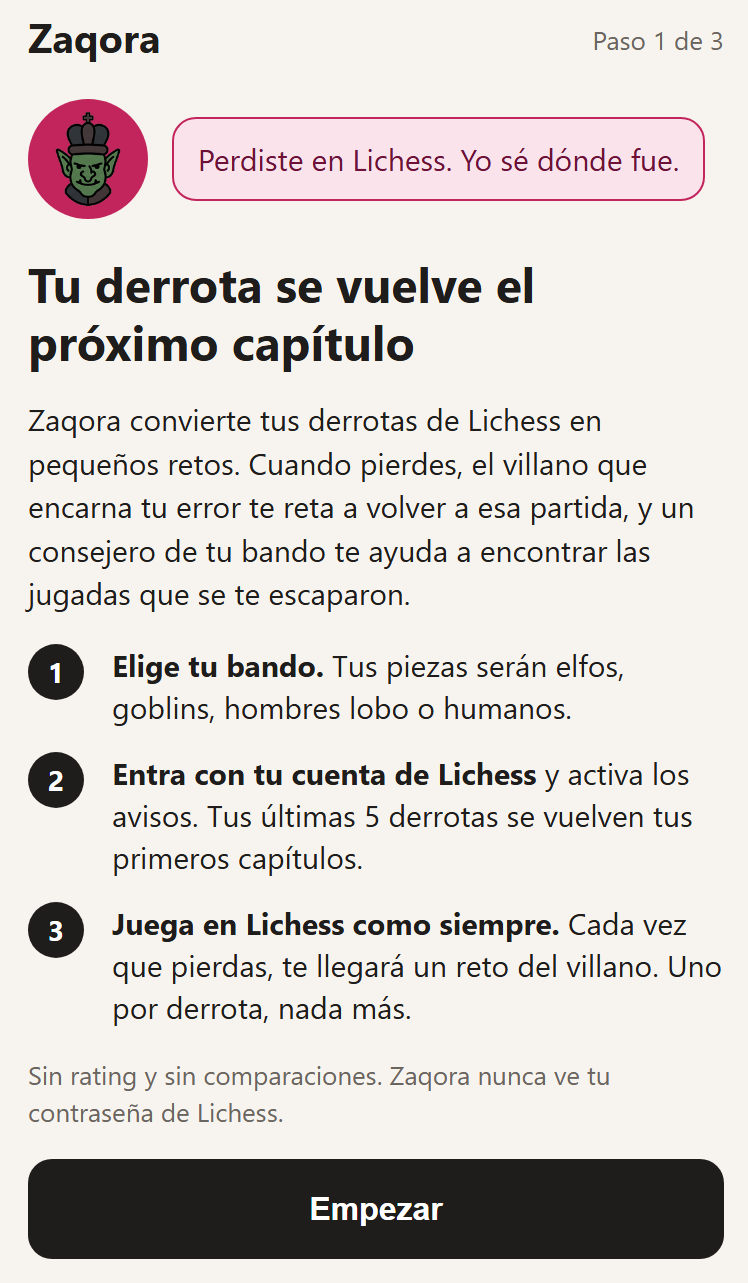 Zaqora
Paso 1 de 3
Perdiste en Lichess. Yo sé dónde fue.
Tu derrota se vuelve el
próximo capítulo
Zaqora convierte tus derrotas de Lichess en
pequeños retos. Cuando pierdes, el villano que
encarna tu error te reta a volver a esa partida, y un
consejero de tu bando te ayuda a encontrar las
jugadas que se te escaparon.
1 Elige tu bando. Tus piezas serán elfos,
goblins, hombres lobo o humanos.
2 Entra con tu cuenta de Lichess y activa los
avisos. Tus últimas 5 derrotas se vuelven tus
primeros capítulos.
3 Juega en Lichess como siempre. Cada vez
que pierdas, te llegará un reto del villano. Uno
por derrota, nada más.
Sin rating y sin comparaciones. Zaqora nunca ve tu
contraseña de Lichess.
Empezar